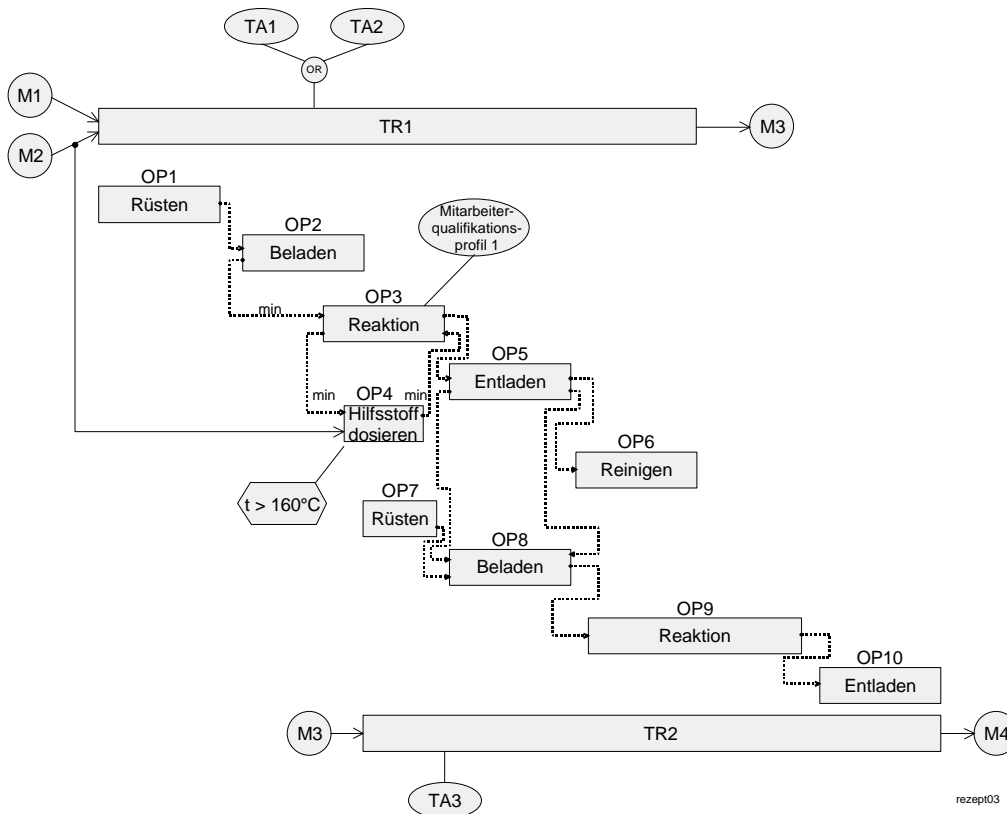 TA1
TA2
OR
M1
TR1
M3
M2
OP1
Rüsten
OP2
Beladen
Mitarbeiter-
qualifikations-
profil 1
OP3
min
Reaktion
OP5
Entladen
min
OP4
min
Hilfsstoff
dosieren
OP6
Reinigen
t > 160°C
OP7
Rüsten
OP8
Beladen
OP9
Reaktion
OP10
Entladen
M3
TR2
M4
TA3
rezept03